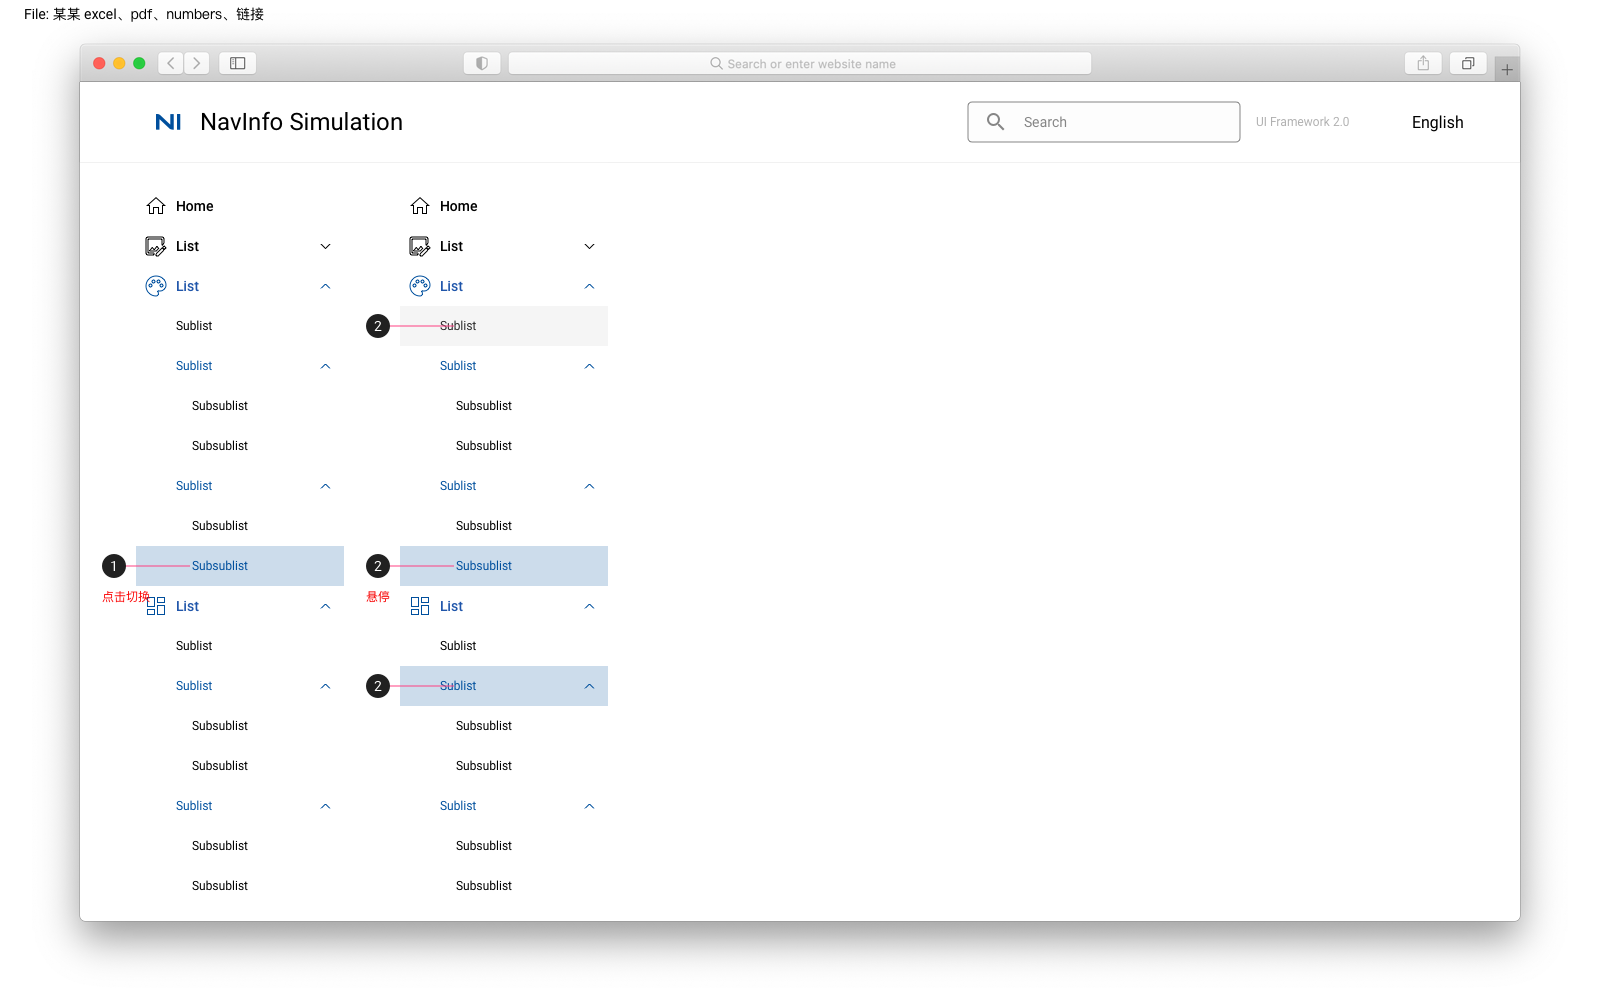 File: 某某 excel、pdf、numbers、链接
Search or enter website name
NI NavInfo Simulation
Search
UI Framework 2.0
English
Home
List
List
Sublist
Sublist
Subsublist
Subsublist
Sublist
Subsublist
1 Subsublist
点击切换
List
Sublist
Sublist
Subsublist
Subsublist
Sublist
Subsublist
Subsublist
Home
List
List
2 Sublist
Sublist
Subsublist
Subsublist
Sublist
Subsublist
2 Subsublist
悬停
List
Sublist
2 Sublist
Subsublist
Subsublist
Sublist
Subsublist
Subsublist